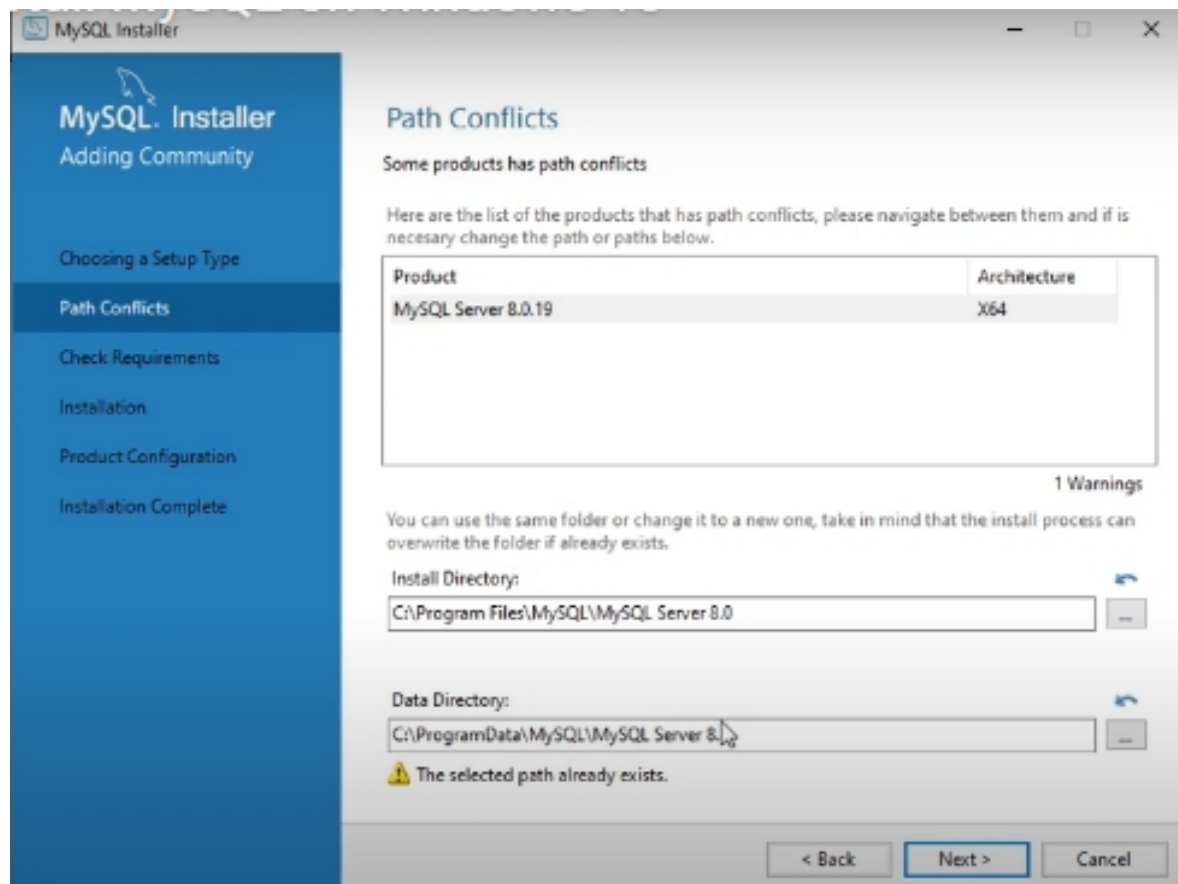 MySQL Installer
MySQL. Installer
Adding Community
Choosing a Setup Type
Path Conflicts
Check Requirements
Installation
Product Configuration
Installation Complete
Path Conflicts
Some products has path conflicts
Here are the list of the products that has path conflicts, please navigate between them and if is
necesary change the path or paths below.
Product Architecture
MySQL Server 8.0.19 X64
1 Warnings
You can use the same folder or change it to a new one, take in mind that the install process can
overwrite the folder if already exists.
Install Directory:
C:\Program Files\MySQL\MySQL Server 8.0
...
Data Directory:
C:\ProgramData\MySQL\MySQL Server 8.
...
The selected path already exists.
< Back Next > Cancel